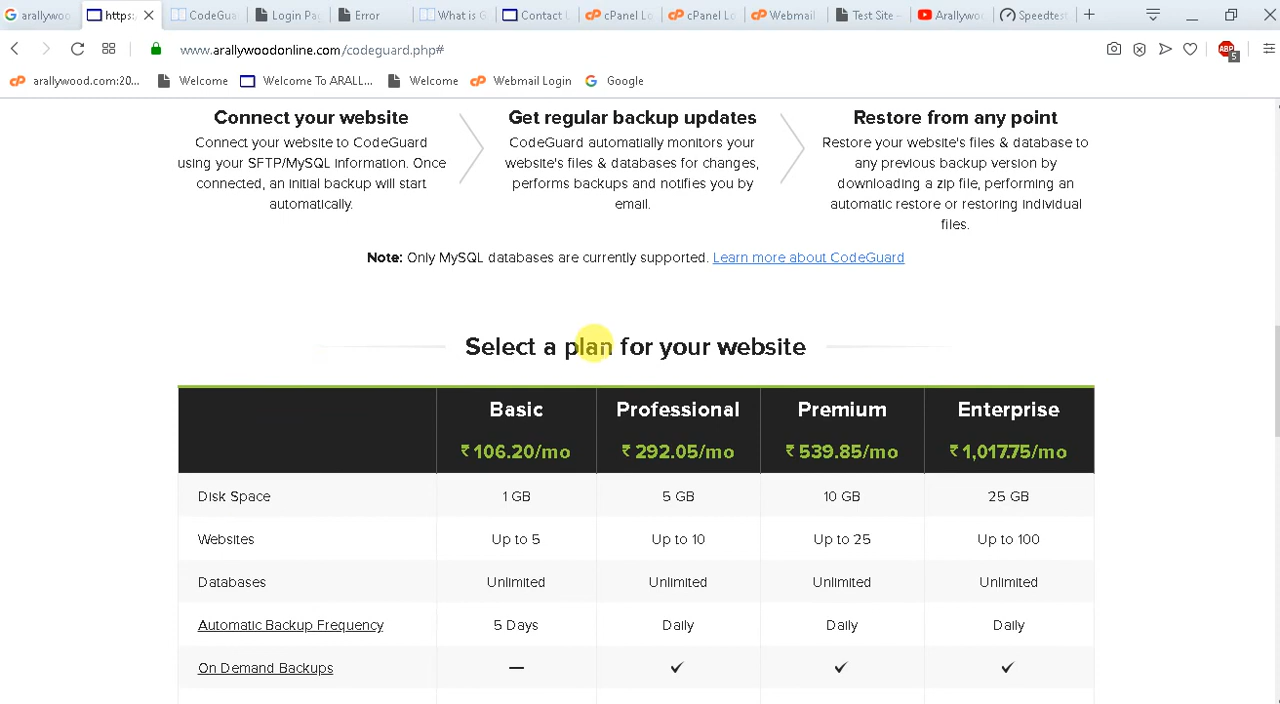 arallywoo
https:
CodeGua
Login Pa
Error
What is G
Contact U
cPanel Lo
cPanel Lo
Webmail
Test Site –
Arallywoo
Speedtest
www.arallywoodonline.com/codeguard.php#
ABP
5
arallywood.com:20...
Welcome
Welcome To ARALL...
Welcome
Webmail Login
Google
Connect your website
Connect your website to CodeGuard
using your SFTP/MySQL information. Once
connected, an initial backup will start
automatically.
Get regular backup updates
CodeGuard automatially monitors your
website's files & databases for changes,
performs backups and notifies you by
email.
Restore from any point
Restore your website's files & database to
any previous backup version by
downloading a zip file, performing an
automatic restore or restoring individual
files.
Note: Only MySQL databases are currently supported. Learn more about CodeGuard
Select a plan for your website
Basic Professional Premium Enterprise
₹ 106.20/mo ₹ 292.05/mo ₹ 539.85/mo ₹ 1,017.75/mo
Disk Space 1 GB 5 GB 10 GB 25 GB
Websites Up to 5 Up to 10 Up to 25 Up to 100
Databases Unlimited Unlimited Unlimited Unlimited
Automatic Backup Frequency 5 Days Daily Daily Daily
On Demand Backups — ✓ ✓ ✓